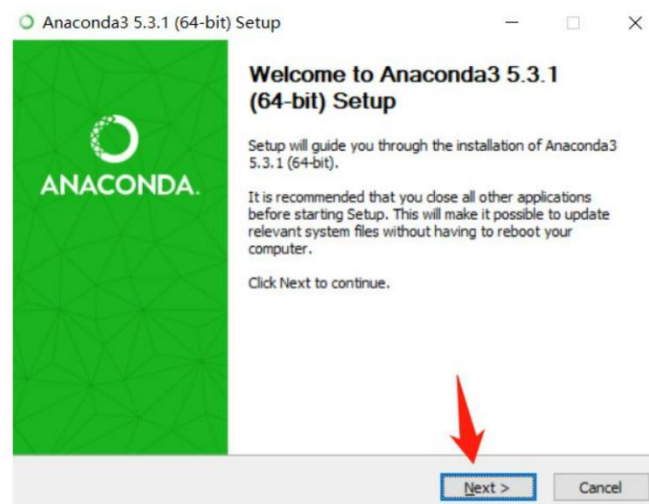 Anaconda3 5.3.1 (64-bit) Setup
Welcome to Anaconda3 5.3.1
(64-bit) Setup
Setup will guide you through the installation of Anaconda3
5.3.1 (64-bit).
It is recommended that you close all other applications
before starting Setup. This will make it possible to update
relevant system files without having to reboot your
computer.
Click Next to continue.
ANACONDA.
Next >
Cancel